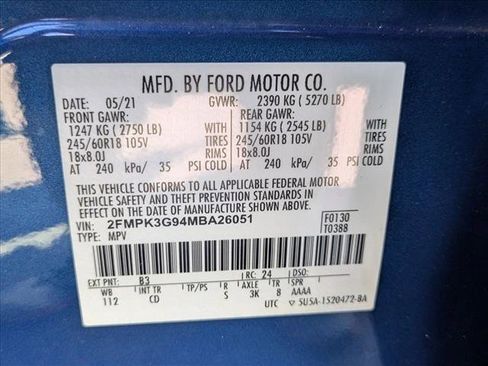 MFD. BY FORD MOTOR CO.
DATE: 05/21 GVWR: 2390 KG ( 5270 LB)
FRONT GAWR: REAR GAWR:
1247 KG ( 2750 LB) WITH 1154 KG ( 2545 LB) WITH
245/60R18 105V TIRES 245/60R18 105V TIRES
18x8.0J RIMS 18x8.0J RIMS
AT 240 kPa/ 35 PSI COLD AT 240 kPa/ 35 PSI COLD
THIS VEHICLE CONFORMS TO ALL APPLICABLE FEDERAL MOTOR
VEHICLE SAFETY AND THEFT PREVENTION STANDARDS IN
EFFECT ON THE DATE OF MANUFACTURE SHOWN ABOVE.
VIN: 2FMPK3G94MBA26051 F0130
TYPE: MPV T0388
EXT PNT: B3 RC: 24 DSO:
WB INT TR TP/PS R AXLE TR SPR
112 CD S 3K 8 AAAA
UTC 5U5A-1520472-BA